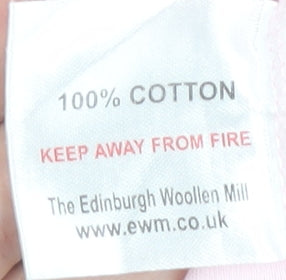 100% COTTON
KEEP AWAY FROM FIRE
The Edinburgh Woollen Mill
www.ewm.co.uk